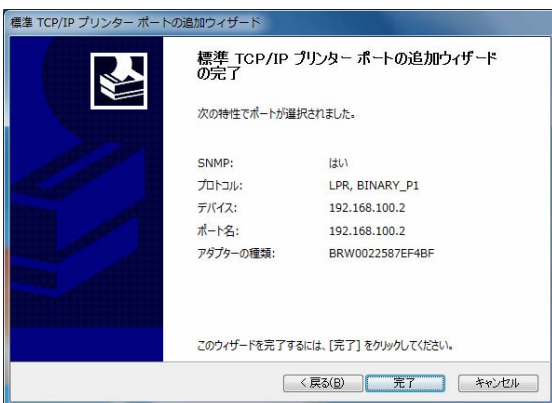 標準 TCP/IP プリンター ポートの追加ウィザード
標準 TCP/IP プリンター ポートの追加ウィザード
の完了
次の特性でポートが選択されました。
SNMP: はい
プロトコル: LPR, BINARY_P1
デバイス: 192.168.100.2
ポート名: 192.168.100.2
アダプターの種類: BRW0022587EF4BF
このウィザードを完了するには、[完了] をクリックしてください。
< 戻る(B) 完了 キャンセル